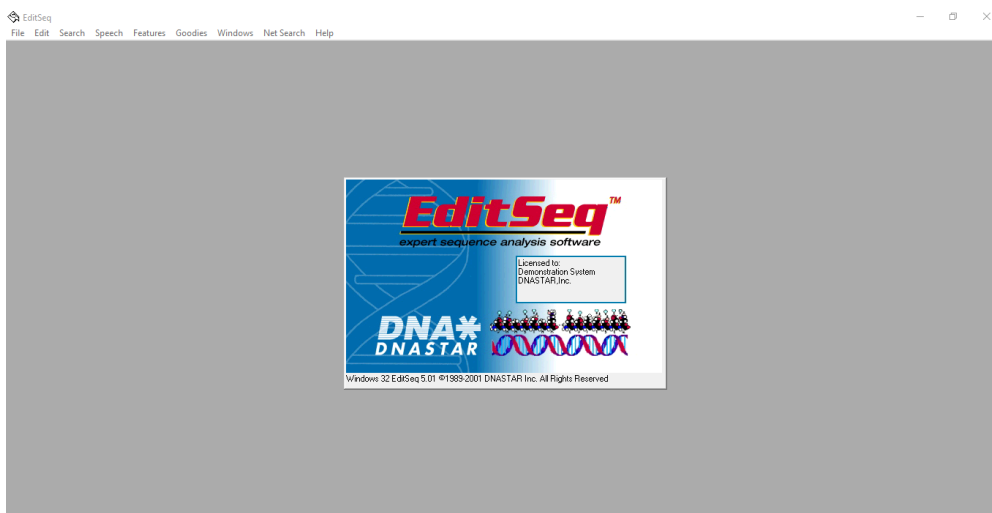 EditSeq
File Edit Search Speech Features Goodies Windows Net Search Help
EditSeq™
expert sequence analysis software
Licensed to:
Demonstration System
DNASTAR,Inc.
DNA*
DNASTAR
Windows 32 EditSeq 5.01 ©1989-2001 DNASTAR Inc. All Rights Reserved